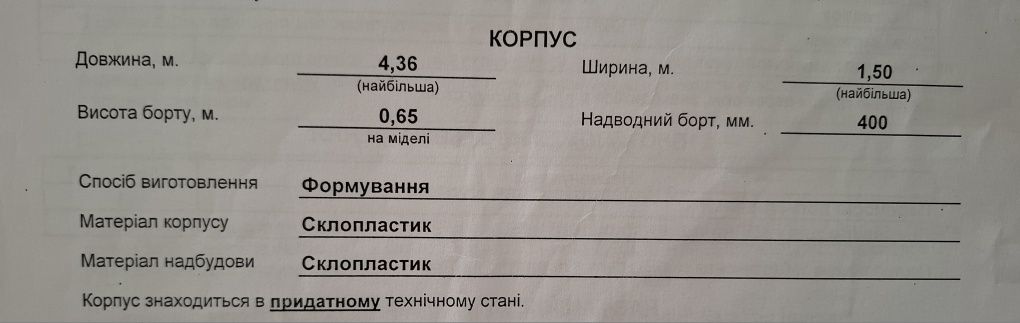 КОРПУС
Довжина, м. 4,36 Ширина, м. 1,50
(найбільша) (найбільша)
Висота борту, м. 0,65 Надводний борт, мм. 400
на міделі
Спосіб виготовлення Формування
Матеріал корпусу Склопластик
Матеріал надбудови Склопластик
Корпус знаходиться в придатному технічному стані.